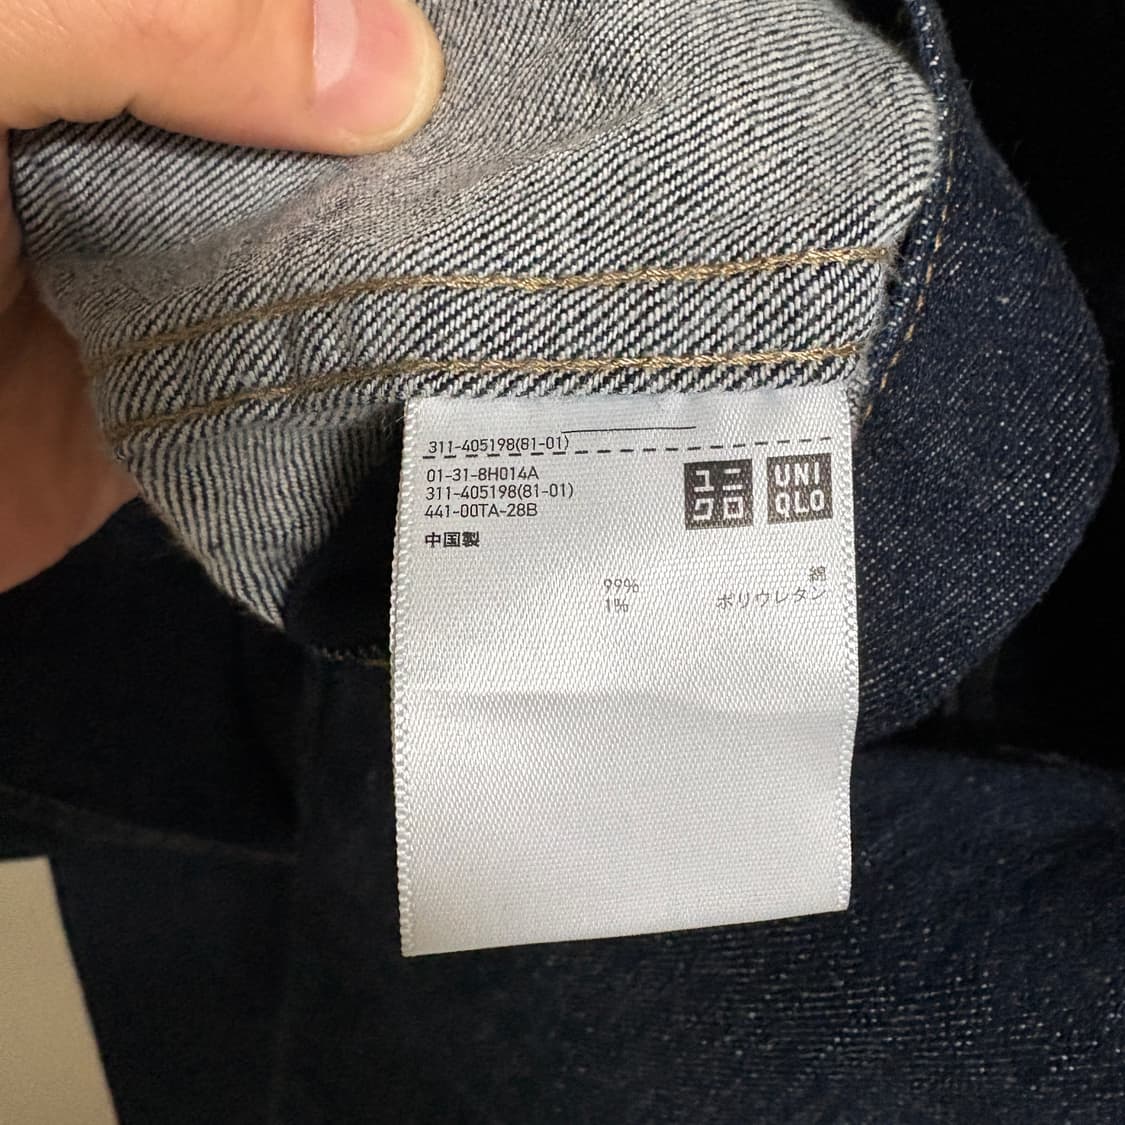 311-405198(81-01)
01-31-8H014A
311-405198(81-01)
441-00TA-28B
ユニ
クロ
UNI
QLO
中国製
99% 綿
1% ポリウレタン